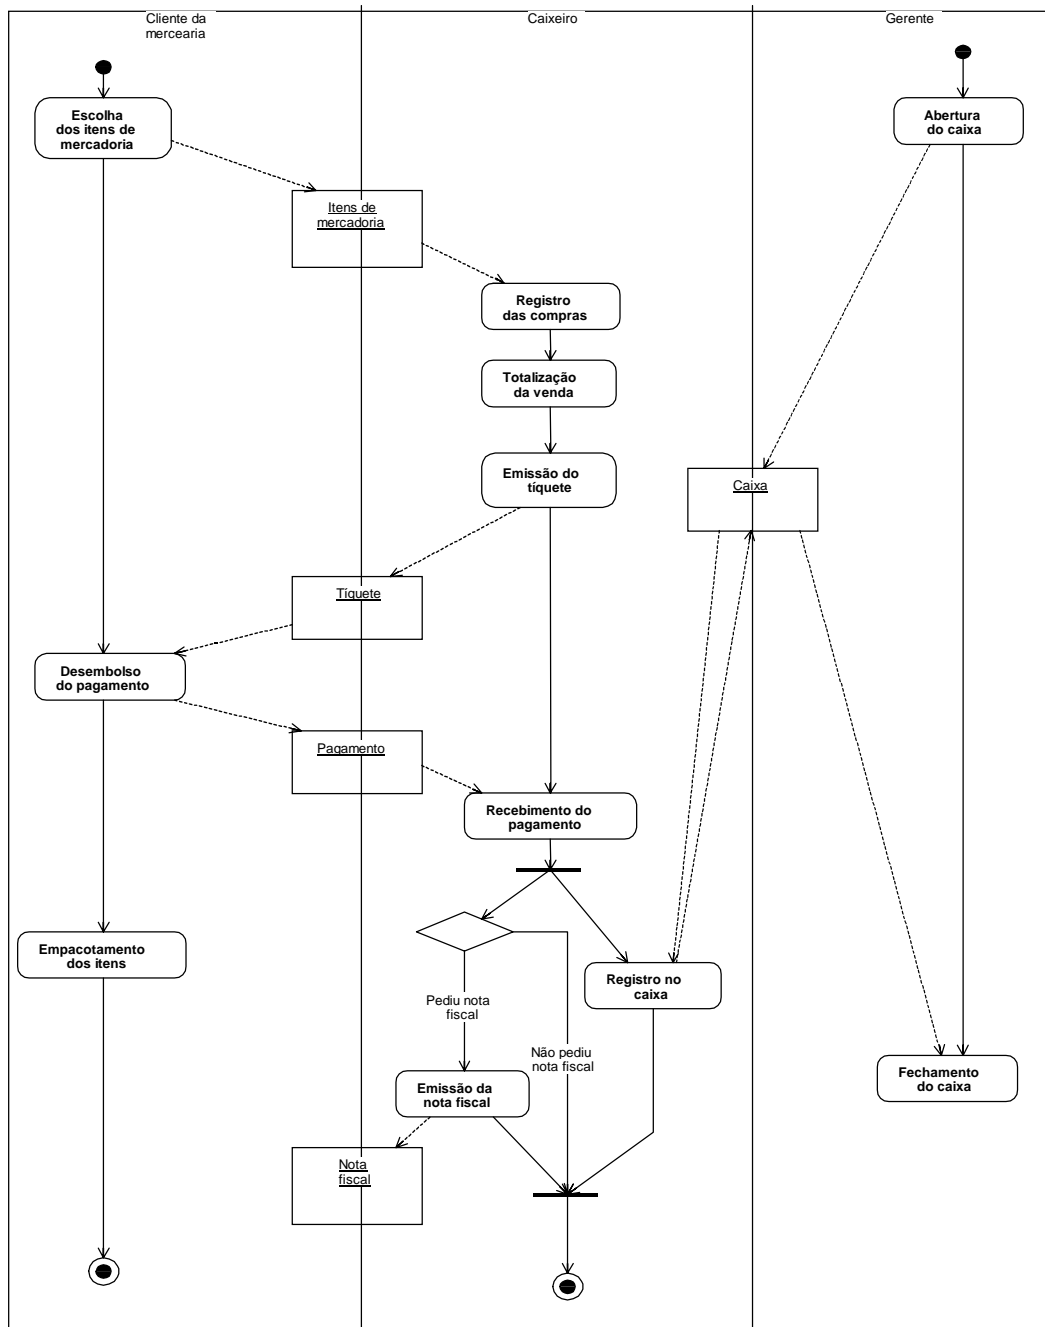 Cliente da
mercearia
Caixeiro
Gerente
Escolha
dos itens de
mercadoria
Abertura
do caixa
Itens de
mercadoria
Registro
das compras
Totalização
da venda
Emissão do
tíquete
Caixa
Tíquete
Desembolso
do pagamento
Pagamento
Recebimento do
pagamento
Empacotamento
dos itens
Registro no
caixa
Pediu nota
fiscal
Não pediu
nota fiscal
Fechamento
do caixa
Emissão da
nota fiscal
Nota
fiscal